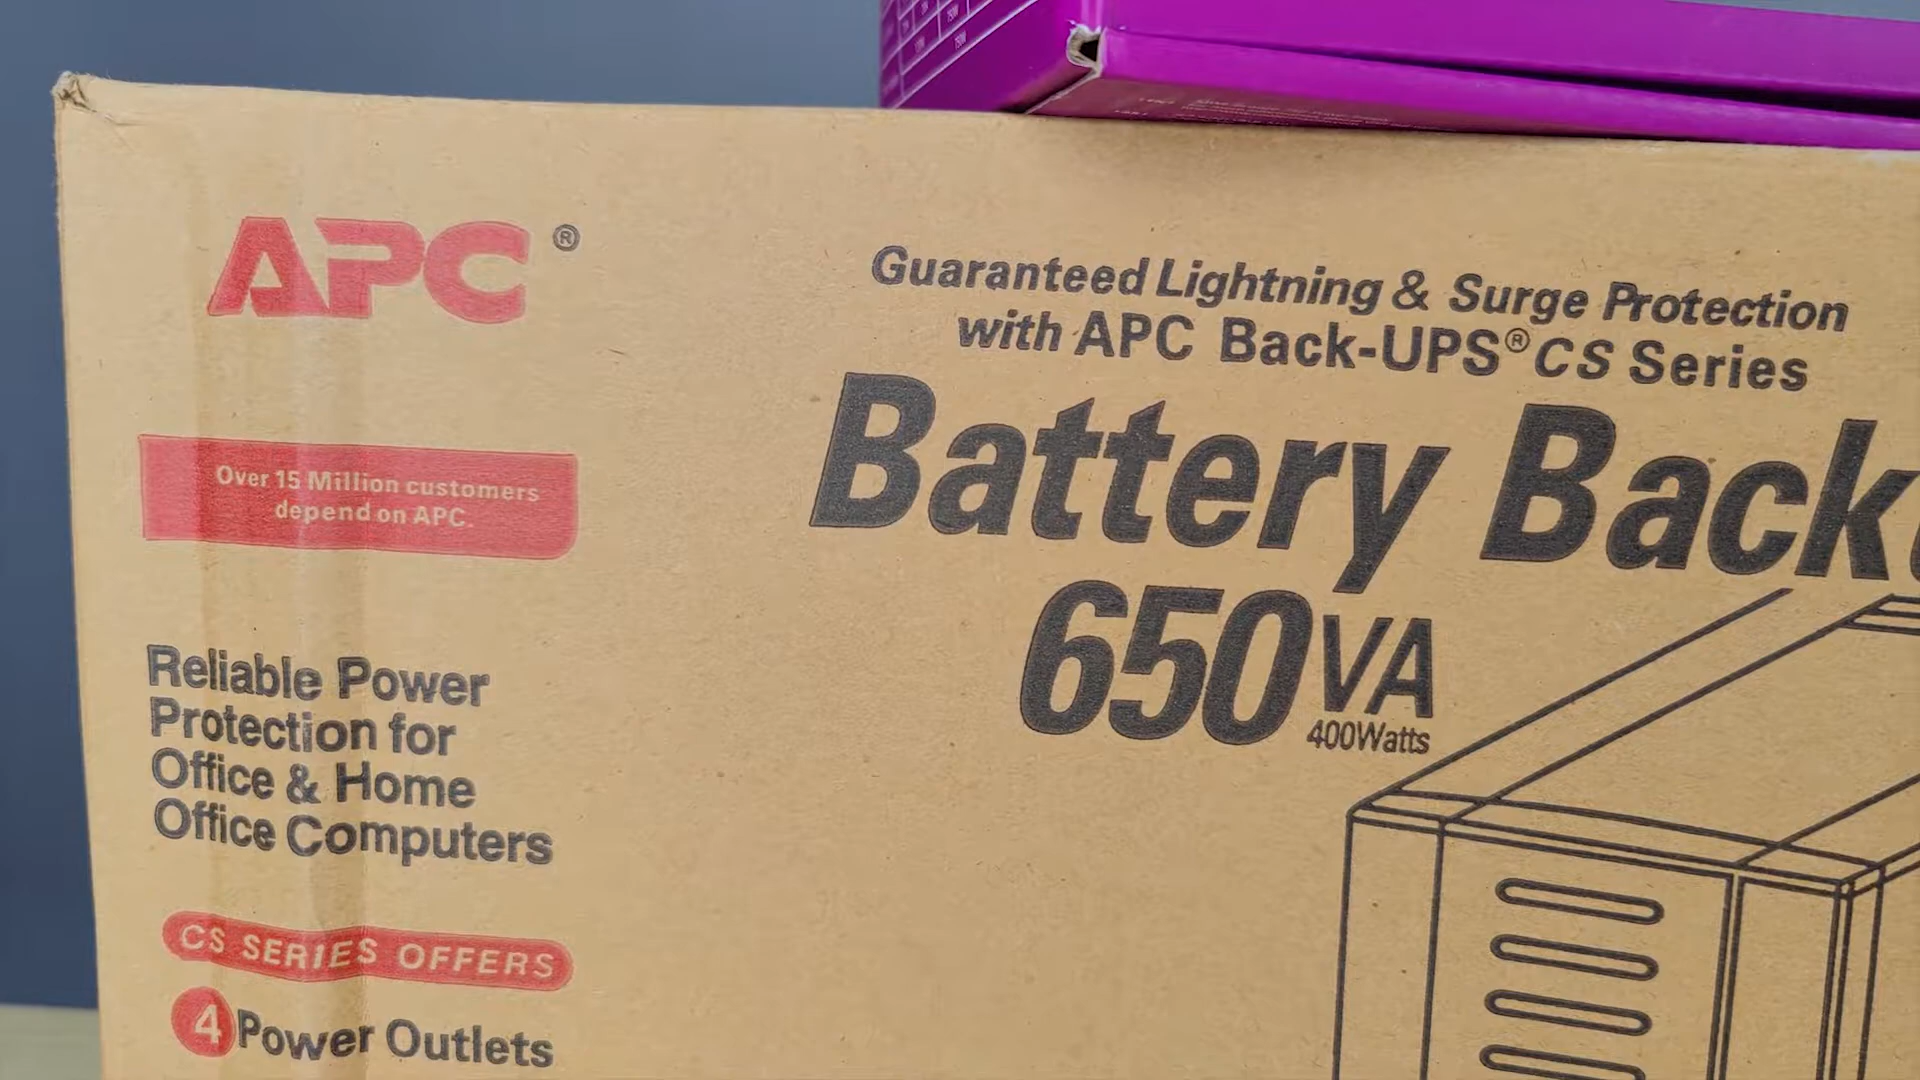 APC®
Guaranteed Lightning & Surge Protection
with APC Back-UPS® CS Series
Battery Back
650VA
400Watts
Over 15 Million customers
depend on APC.
Reliable Power
Protection for
Office & Home
Office Computers
CS SERIES OFFERS
4 Power Outlets